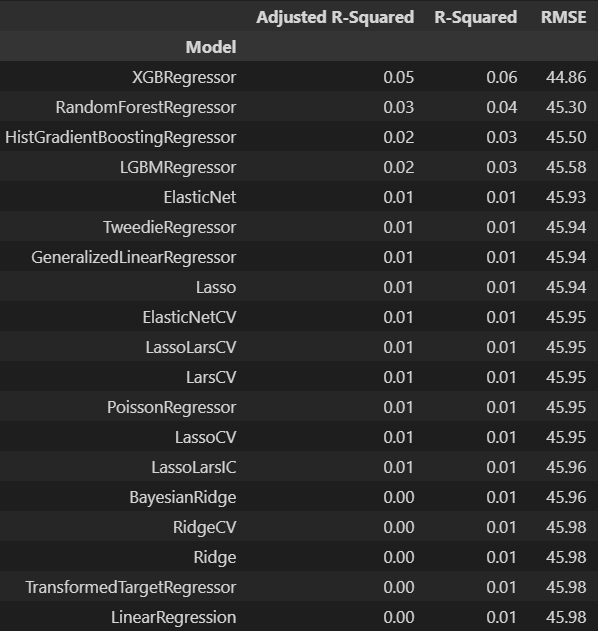 Adjusted R-Squared R-Squared RMSE
Model
XGBRegressor 0.05 0.06 44.86
RandomForestRegressor 0.03 0.04 45.30
HistGradientBoostingRegressor 0.02 0.03 45.50
LGBMRegressor 0.02 0.03 45.58
ElasticNet 0.01 0.01 45.93
TweedieRegressor 0.01 0.01 45.94
GeneralizedLinearRegressor 0.01 0.01 45.94
Lasso 0.01 0.01 45.94
ElasticNetCV 0.01 0.01 45.95
LassoLarsCV 0.01 0.01 45.95
LarsCV 0.01 0.01 45.95
PoissonRegressor 0.01 0.01 45.95
LassoCV 0.01 0.01 45.95
LassoLarsIC 0.01 0.01 45.96
BayesianRidge 0.00 0.01 45.96
RidgeCV 0.00 0.01 45.98
Ridge 0.00 0.01 45.98
TransformedTargetRegressor 0.00 0.01 45.98
LinearRegression 0.00 0.01 45.98